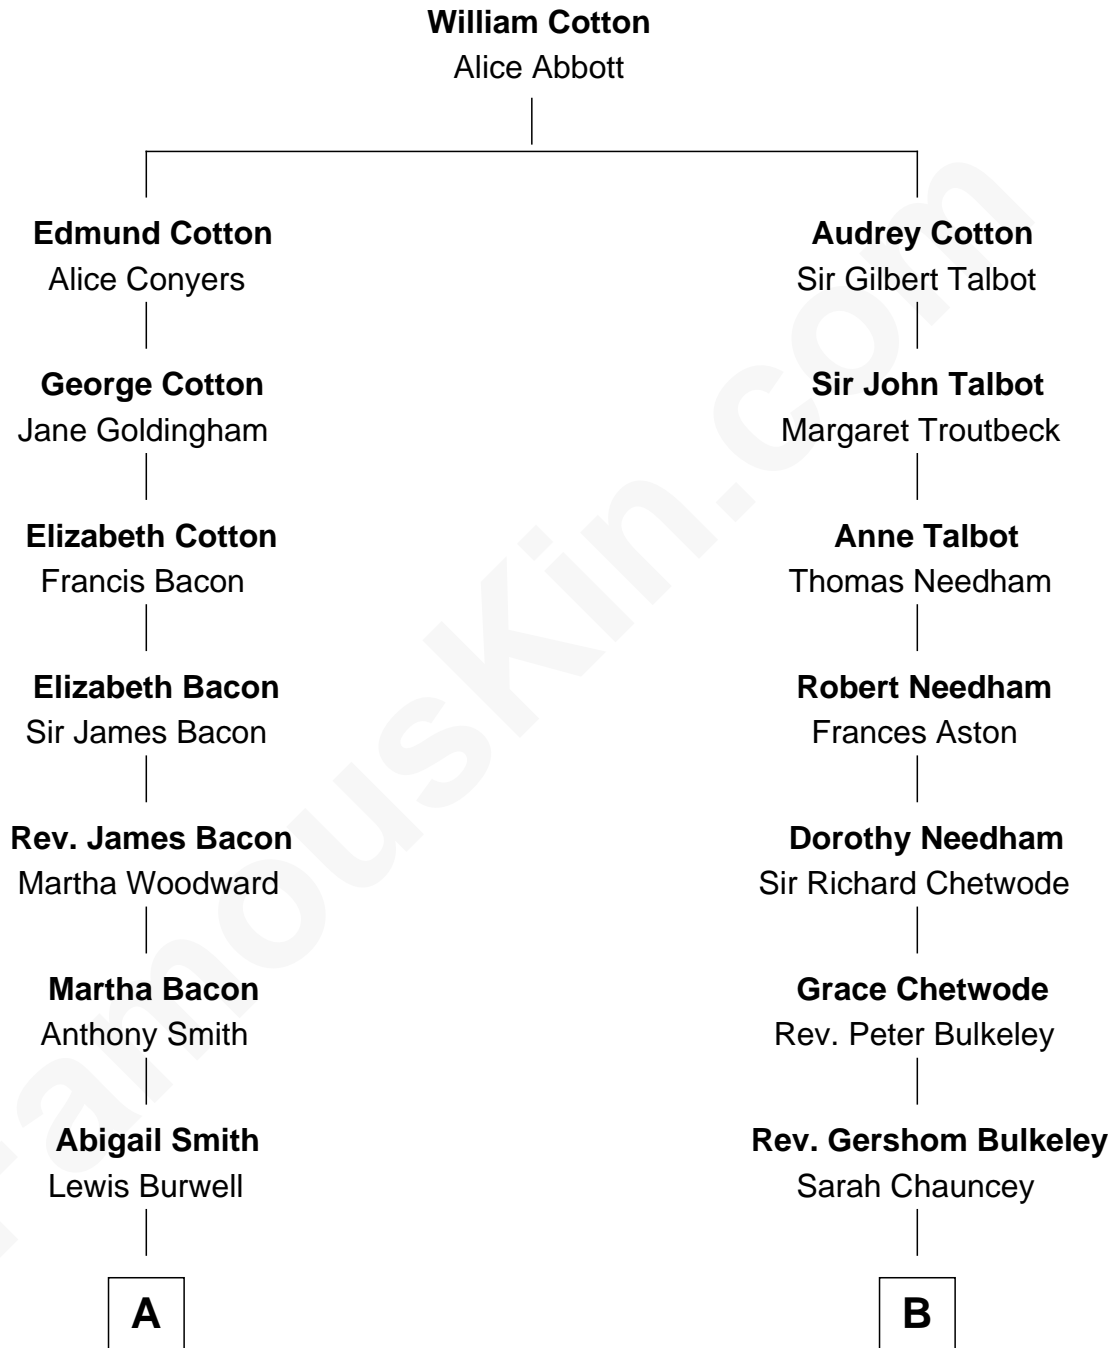 William Cotton
Alice Abbott
Edmund Cotton
Alice Conyers
George Cotton
Jane Goldingham
Elizabeth Cotton
Francis Bacon
Elizabeth Bacon
Sir James Bacon
Rev. James Bacon
Martha Woodward
Martha Bacon
Anthony Smith
Abigail Smith
Lewis Burwell
A
Audrey Cotton
Sir Gilbert Talbot
Sir John Talbot
Margaret Troutbeck
Anne Talbot
Thomas Needham
Robert Needham
Frances Aston
Dorothy Needham
Sir Richard Chetwode
Grace Chetwode
Rev. Peter Bulkeley
Rev. Gershom Bulkeley
Sarah Chauncey
B
FamousKin.com